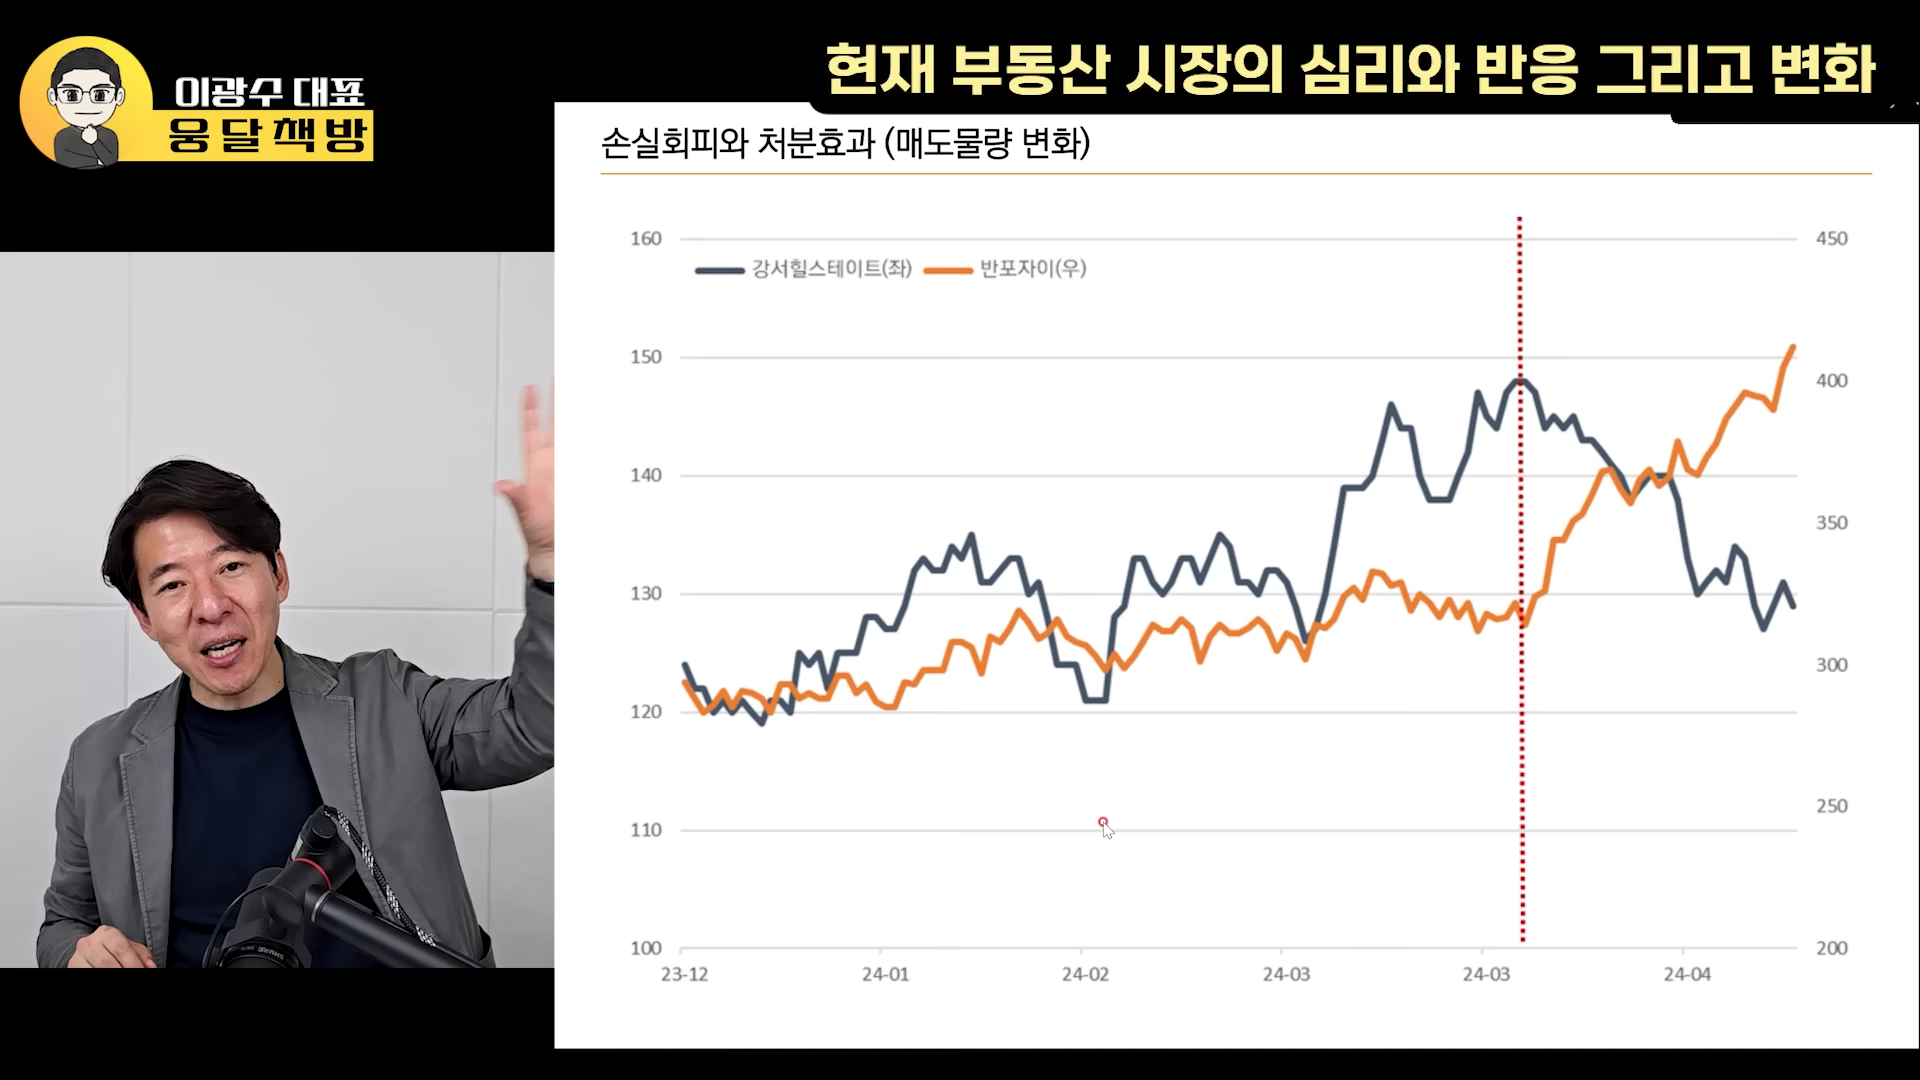 이광수 대표
웅달책방
현재 부동산 시장의 심리와 반응 그리고 변화
손실회피와 처분효과 (매도물량 변화)
강서힐스테이트(좌) 반포자이(우)
160
150
140
130
120
110
100
450
400
350
300
250
200
23-12 24-01 24-02 24-03 24-03 24-04
SHURE